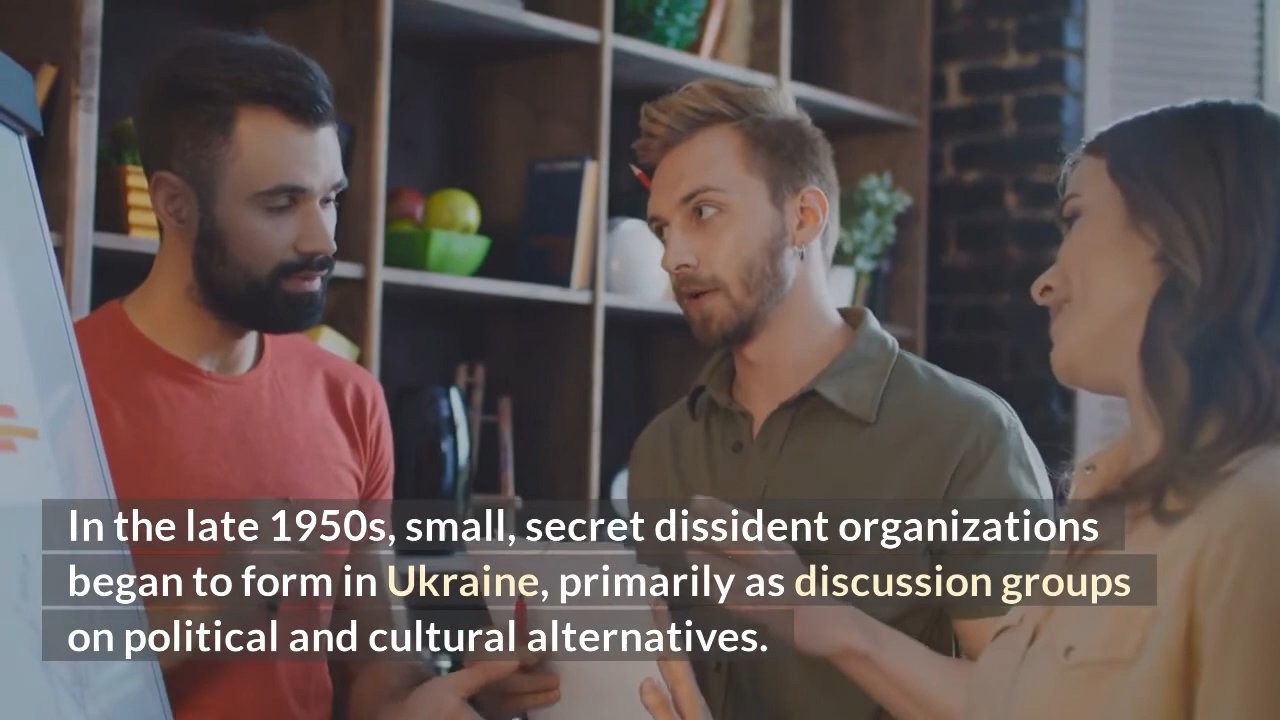 In the late 1950s, small, secret dissident organizations
began to form in Ukraine, primarily as discussion groups
on political and cultural alternatives.